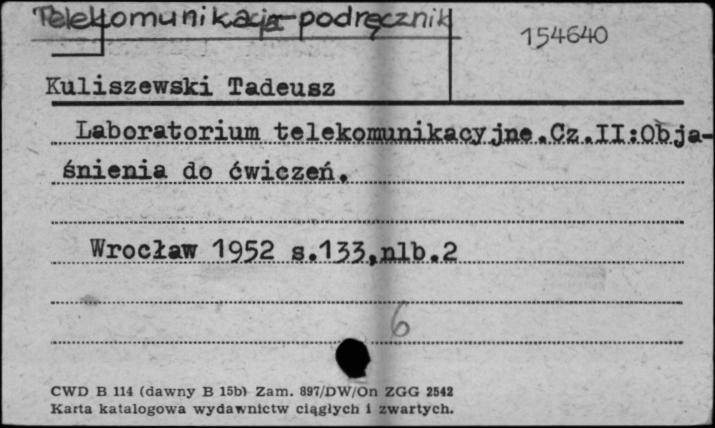 Telekomunikacja-podręcznik
154640
Kuliszewski Tadeusz
Laboratorium telekomunikacyjne.Cz.II:Obja-
śnienia do ćwiczeń.
Wrocław 1952 s.133,nlb.2
6
CWD B 114 (dawny B 15b) Zam. 897/DW/On ZGG 2542
Karta katalogowa wydawnictw ciągłych i zwartych.